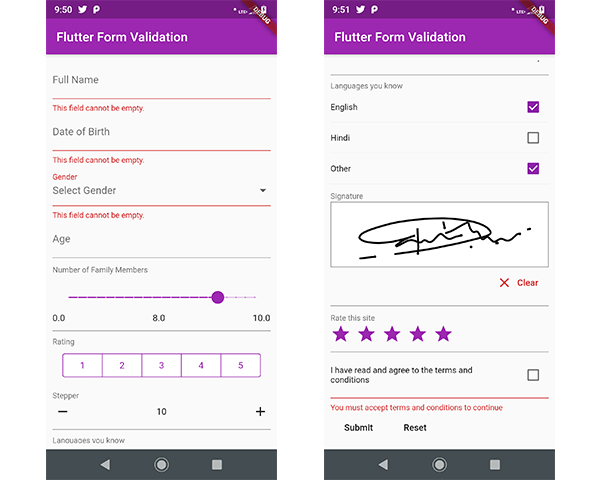 9:50
LTE
DEBUG
Flutter Form Validation
Full Name
This field cannot be empty.
Date of Birth
This field cannot be empty.
Gender
Select Gender
This field cannot be empty.
Age
Number of Family Members
0.0 8.0 10.0
Rating
1 2 3 4 5
Stepper
10
Languages you know
9:51
LTE
DEBUG
Flutter Form Validation
Languages you know
English
Hindi
Other
Signature
Clear
Rate this site
I have read and agree to the terms and
conditions
You must accept terms and conditions to continue
Submit Reset